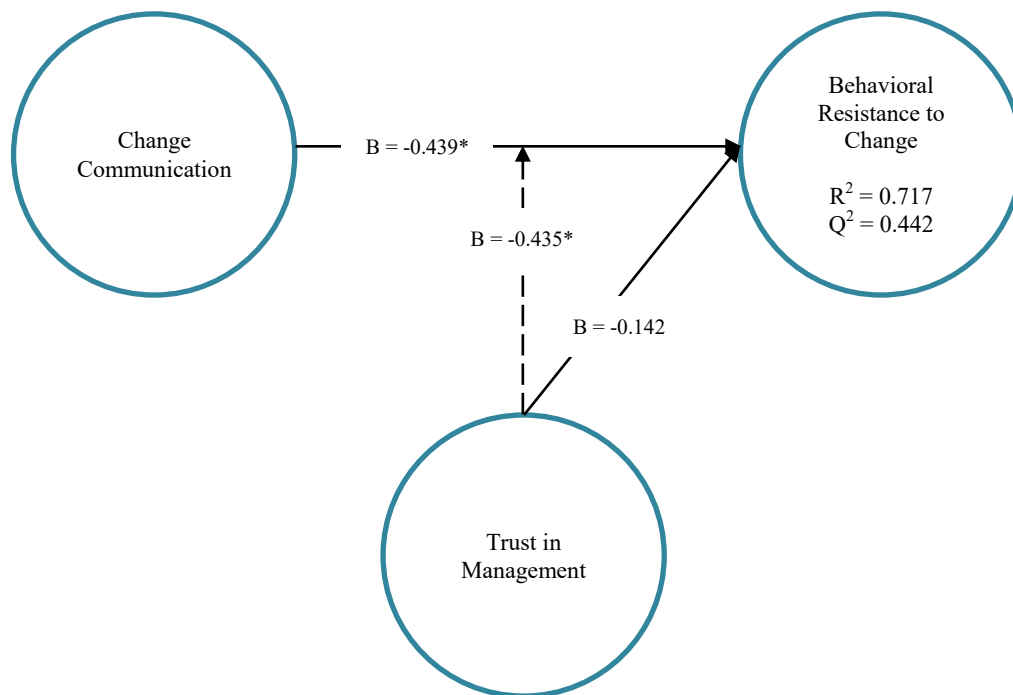 Change
Communication
B = -0.439*
Behavioral
Resistance to
Change
R² = 0.717
Q² = 0.442
B = -0.435*
B = -0.142
Trust in
Management